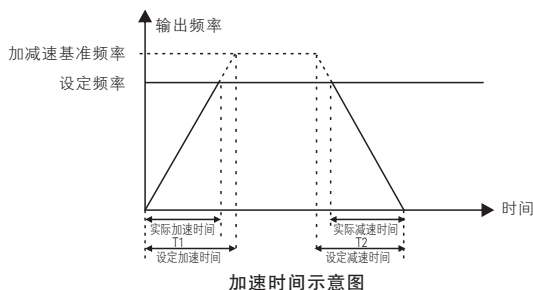 输出频率
加减速基准频率
设定频率
时间
实际加速时间
实际减速时间
T1
T2
设定加速时间
设定减速时间
加速时间示意图